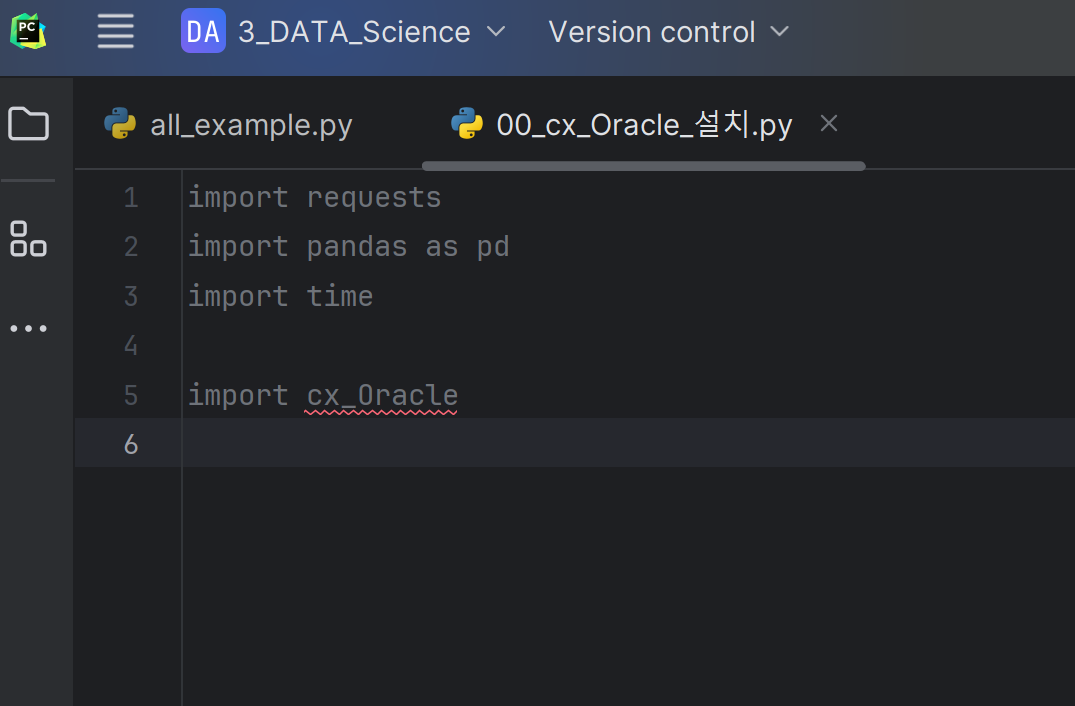 PC
DA 3_DATA_Science Version control
all_example.py 00_cx_Oracle_설치.py
1 import requests
2 import pandas as pd
3 import time
4
5 import cx_Oracle
6